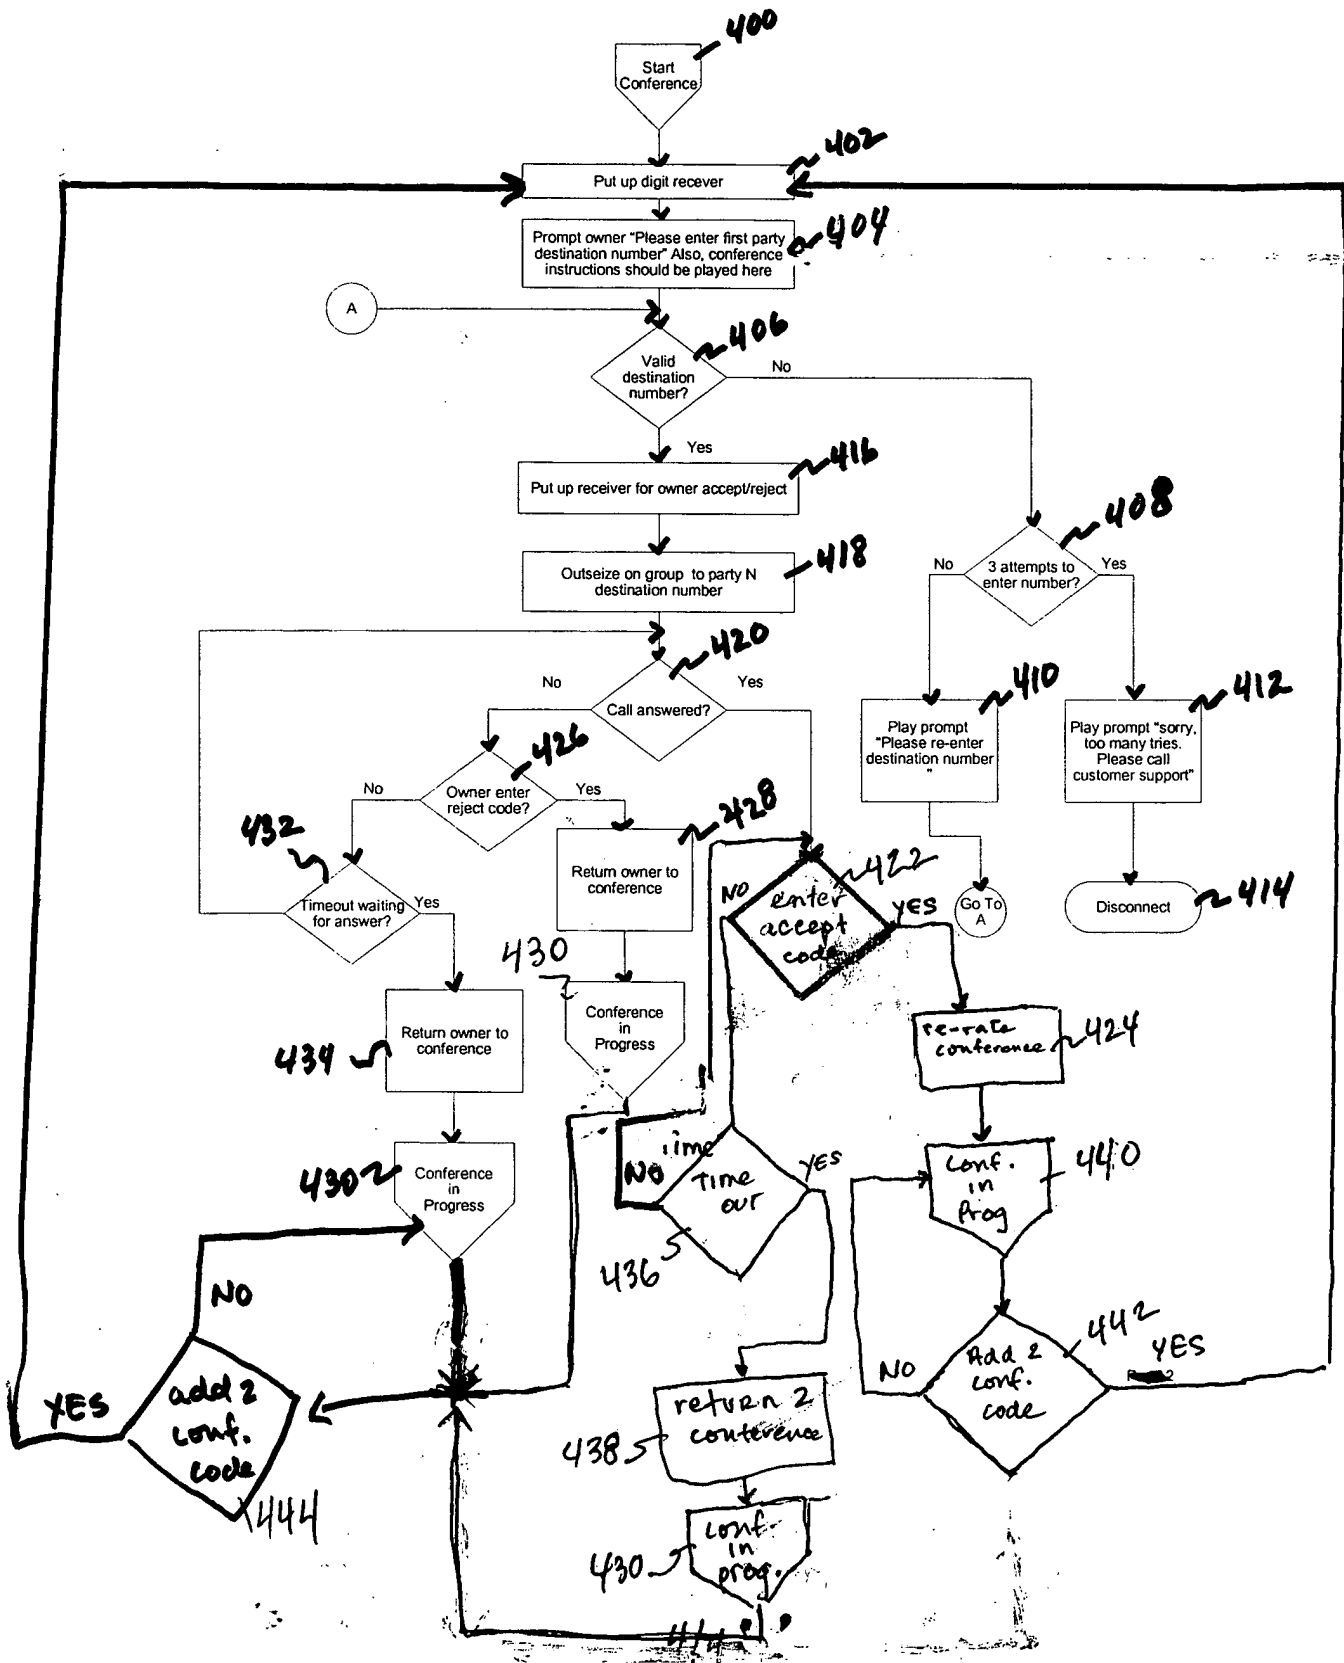 400
Start
Conference
402
Put up digit recever
404
Prompt owner "Please enter first party
destination number" Also, conference
instructions should be played here
A
406
Valid
destination
number?
No
Yes
416
Put up receiver for owner accept/reject
408
3 attempts to
enter number?
No
Yes
418
Outseize on group to party N
destination number
420
Call answered?
No
Yes
410
Play prompt
"Please re-enter
destination number
"
412
Play prompt "sorry,
too many tries.
Please call
customer support"
426
Owner enter
reject code?
No
Yes
428
Return owner to
conference
432
Timeout waiting
for answer?
Yes
422
enter
accept
code
NO
YES
Go To
A
Disconnect
414
430
Conference
in
Progress
434
Return owner to
conference
re-rate
conference
424
430
Conference
in
Progress
Time
Time
out
NO
YES
436
Conf.
in
Prog
440
NO
add 2
conf.
code
YES
444
442
Add 2
conf.
code
NO
YES
return 2
conference
438
conf.
in
prog.
430